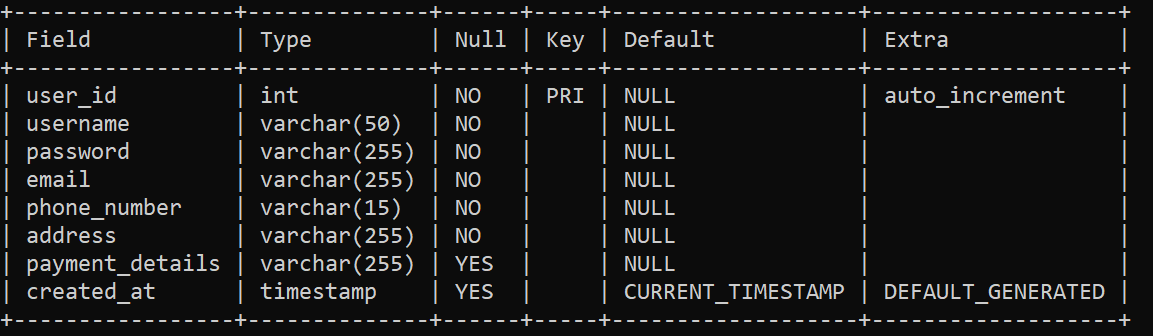 +-----------------+--------------+------+-----+-------------------+-------------------+
| Field           | Type         | Null | Key | Default           | Extra             |
+-----------------+--------------+------+-----+-------------------+-------------------+
| user_id         | int          | NO   | PRI | NULL              | auto_increment    |
| username        | varchar(50)  | NO   |     | NULL              |                   |
| password        | varchar(255) | NO   |     | NULL              |                   |
| email           | varchar(255) | NO   |     | NULL              |                   |
| phone_number    | varchar(15)  | NO   |     | NULL              |                   |
| address         | varchar(255) | NO   |     | NULL              |                   |
| payment_details | varchar(255) | YES  |     | NULL              |                   |
| created_at      | timestamp    | YES  |     | CURRENT_TIMESTAMP | DEFAULT_GENERATED |
+-----------------+--------------+------+-----+-------------------+-------------------+